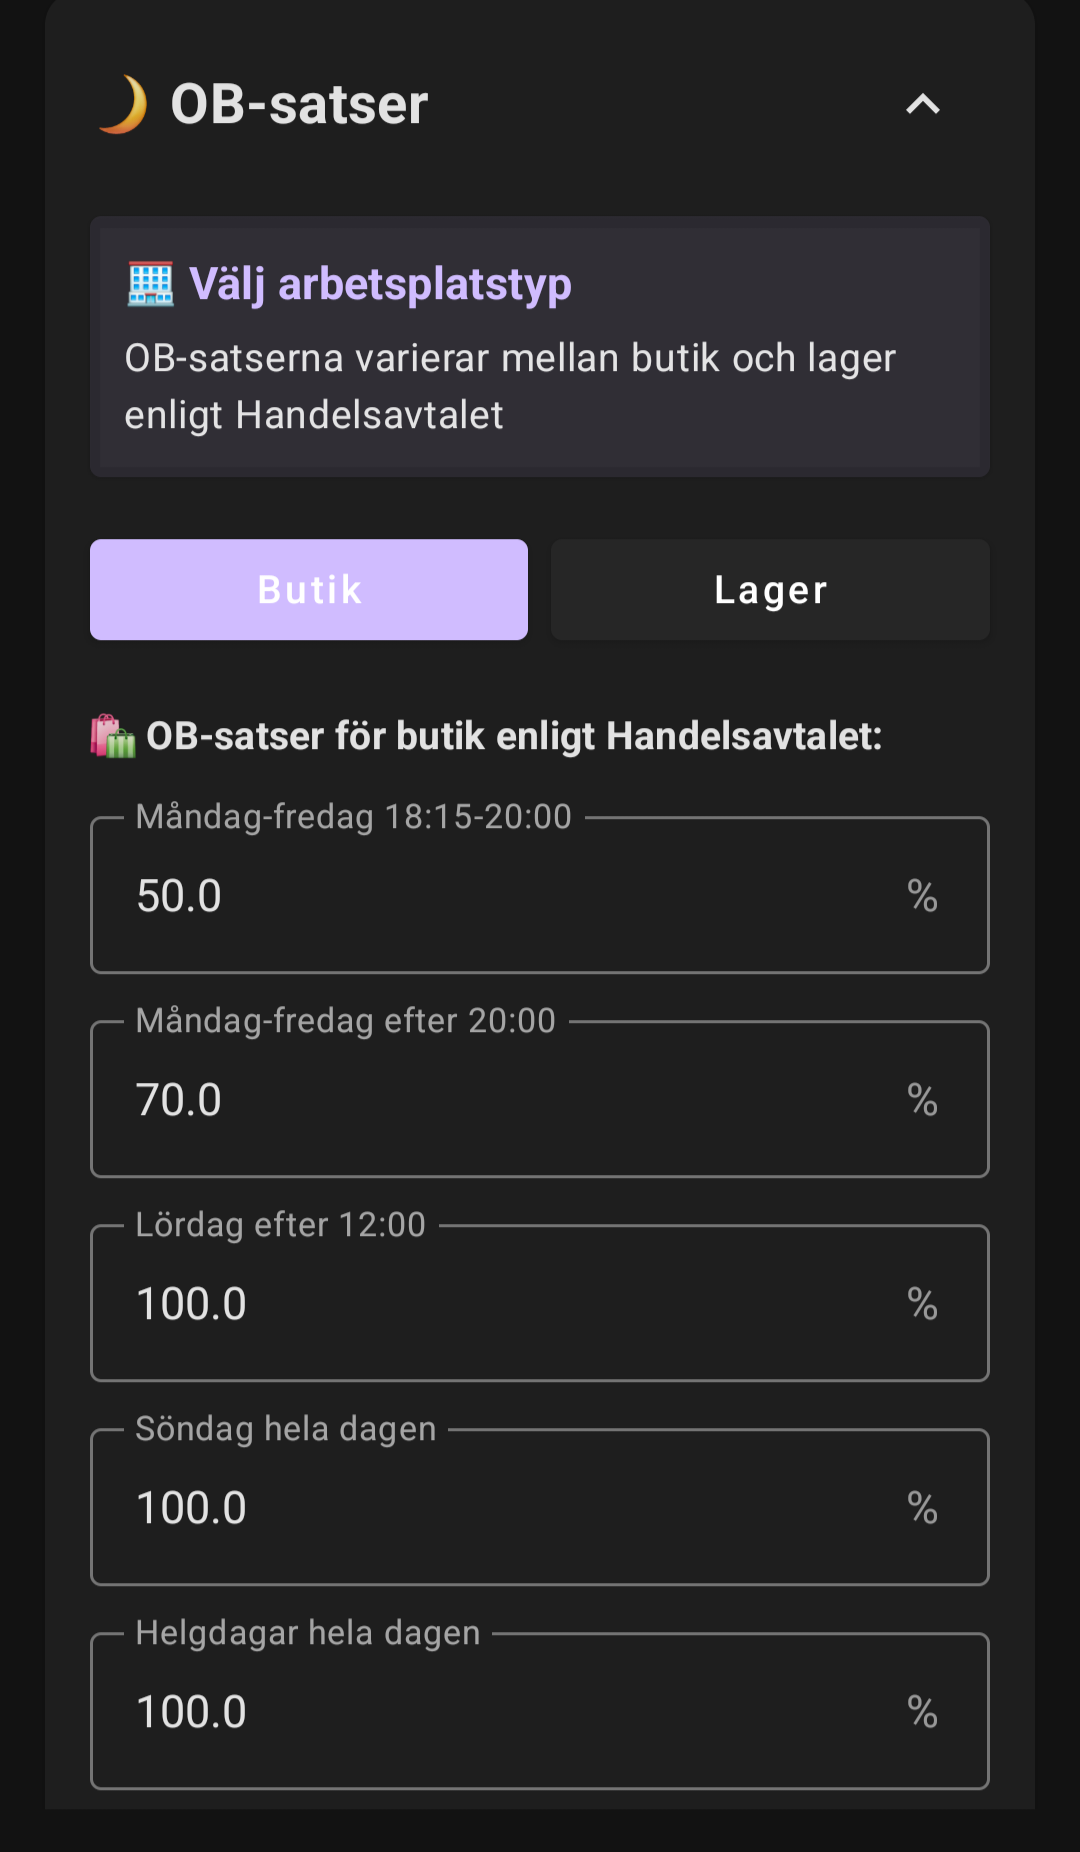 🌙 OB-satser
🏢 Välj arbetsplatstyp
OB-satserna varierar mellan butik och lager
enligt Handelsavtalet
Butik
Lager
🛍️ OB-satser för butik enligt Handelsavtalet:
Måndag-fredag 18:15-20:00
50.0 %
Måndag-fredag efter 20:00
70.0 %
Lördag efter 12:00
100.0 %
Söndag hela dagen
100.0 %
Helgdagar hela dagen
100.0 %